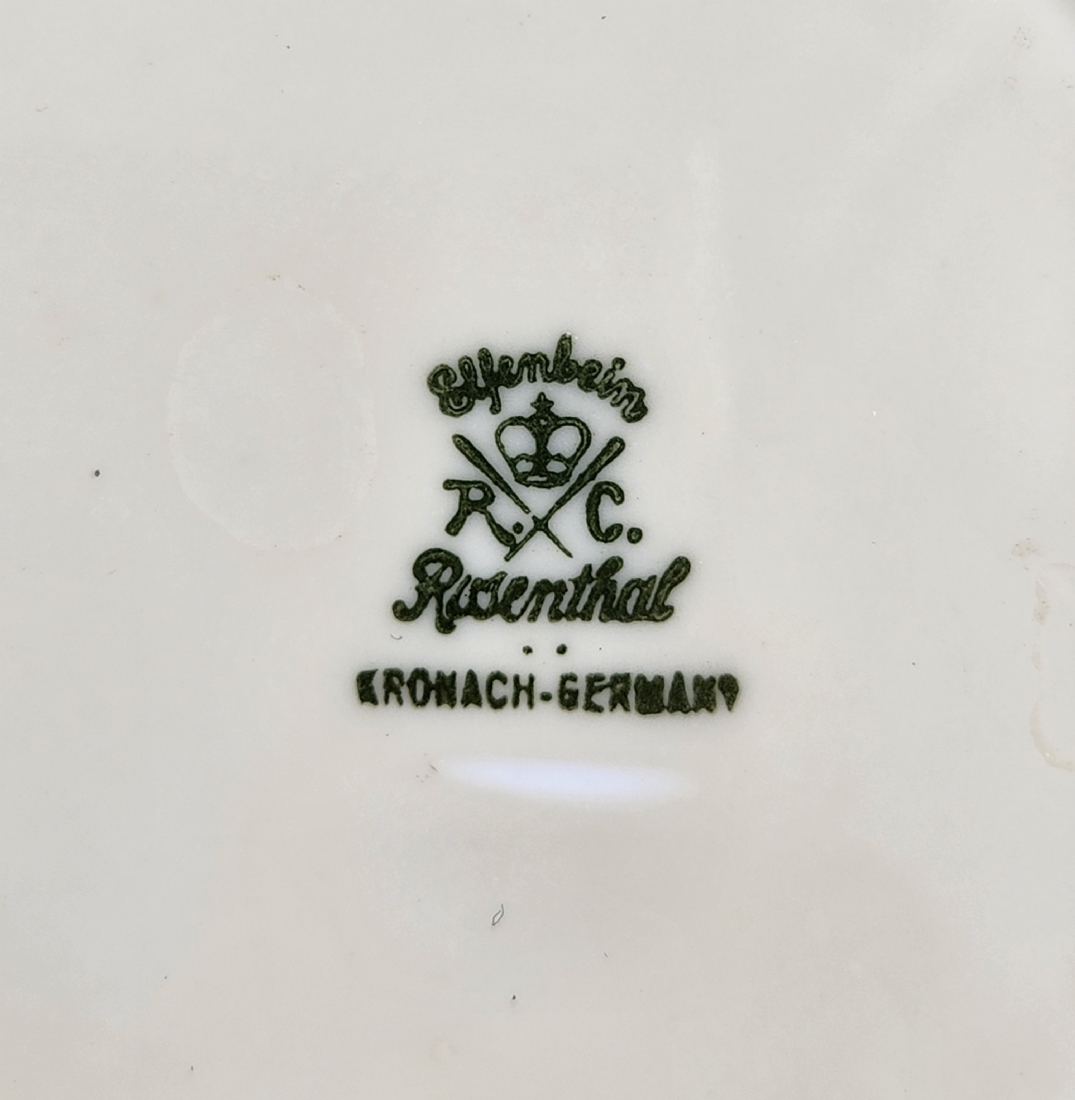 Elfenbein
R. C.
Rosenthal
KRONACH-GERMANY